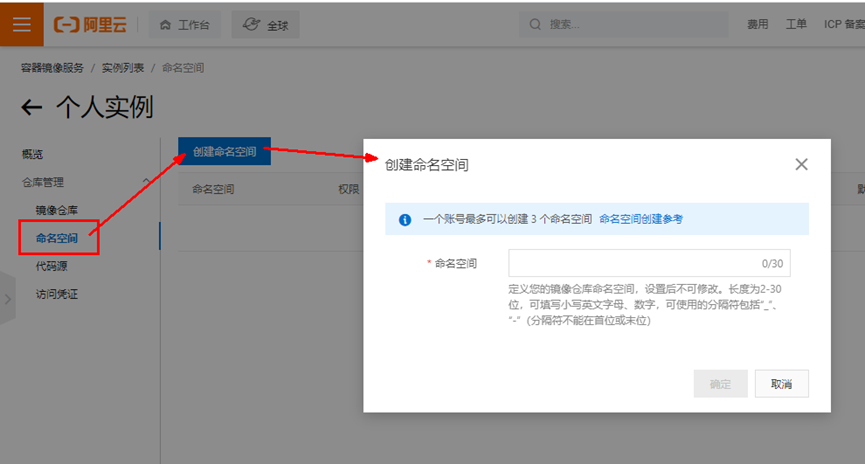 阿里云
工作台
全球
搜索...
费用
工单
ICP 备案
容器镜像服务 / 实例列表 / 命名空间
← 个人实例
概览
仓库管理
镜像仓库
命名空间
代码源
访问凭证
创建命名空间
命名空间
权限
默
创建命名空间
一个账号最多可以创建 3 个命名空间 命名空间创建参考
* 命名空间
0/30
定义您的镜像仓库命名空间，设置后不可修改。长度为2-30
位，可填写小写英文字母、数字，可使用的分隔符包括“_”、
“-”（分隔符不能在首位或末位）
确定
取消